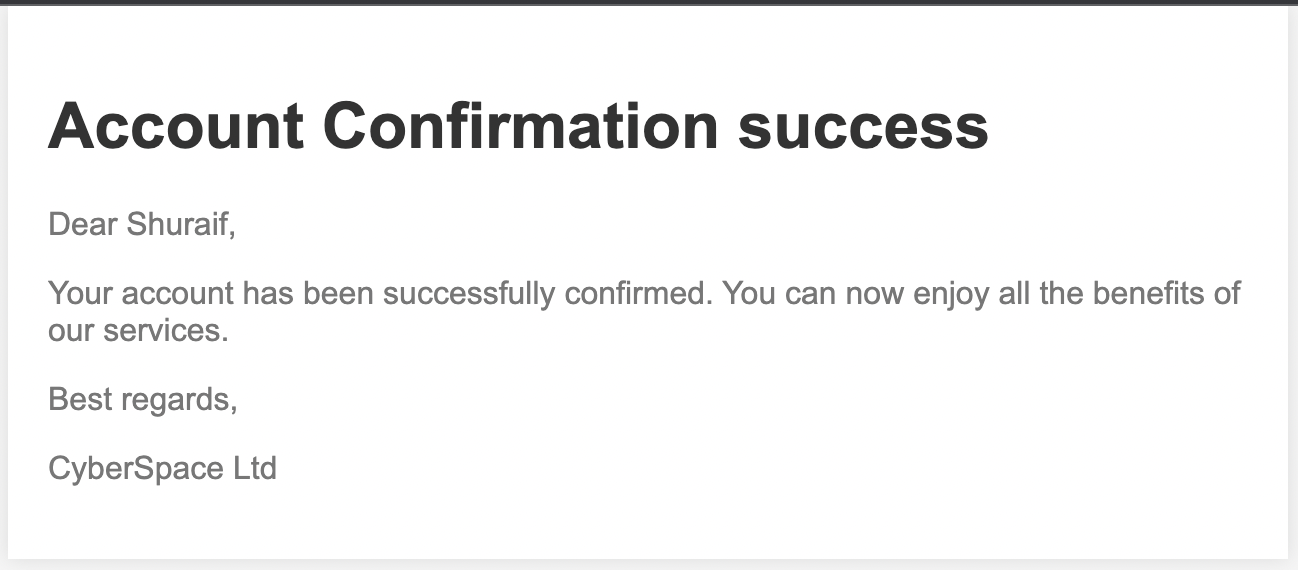 Account Confirmation success
Dear Shuraif,
Your account has been successfully confirmed. You can now enjoy all the benefits of
our services.
Best regards,
CyberSpace Ltd